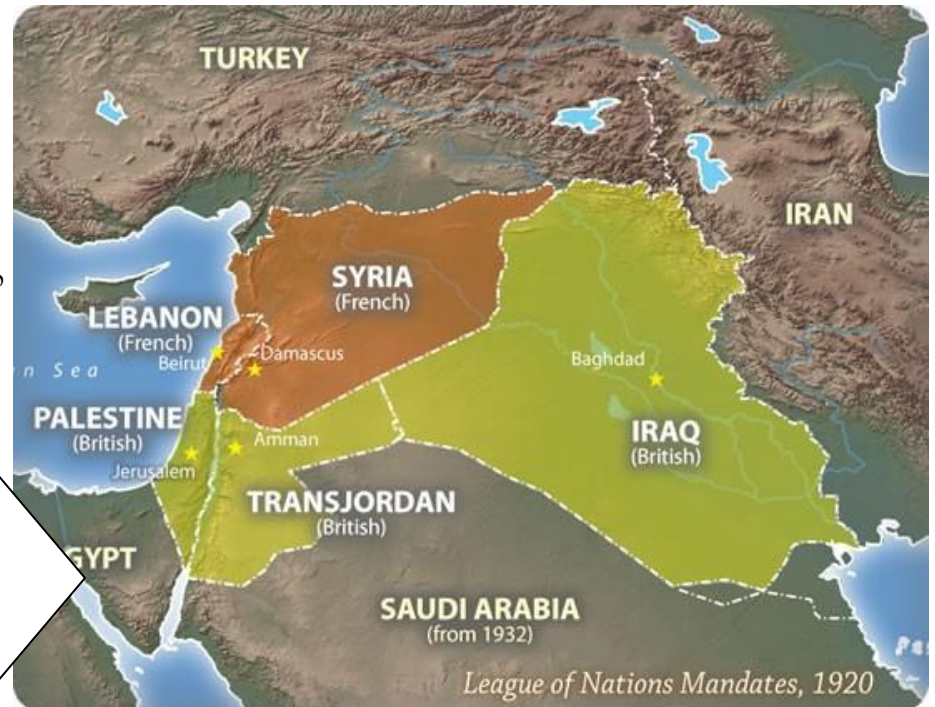 TURKEY
IRAN
SYRIA
(French)
LEBANON
(French)
Beirut
Damascus
n Sea
Baghdad
PALESTINE
(British)
Amman
Jerusalem
IRAQ
(British)
TRANSJORDAN
(British)
GYPT
SAUDI ARABIA
(from 1932)
Per
League of Nations Mandates, 1920